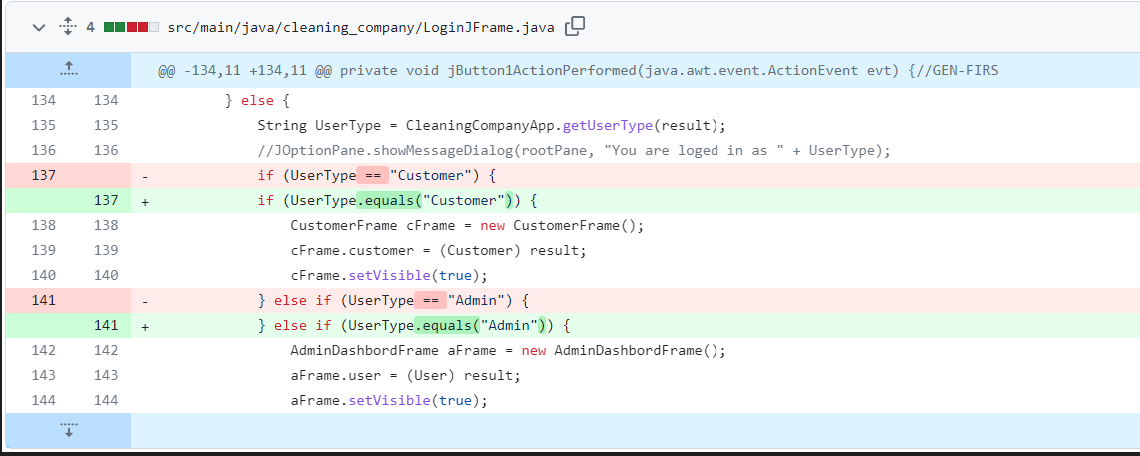 4 src/main/java/cleaning_company/LoginJFrame.java
@@ -134,11 +134,11 @@ private void jButton1ActionPerformed(java.awt.event.ActionEvent evt) {//GEN-FIRS
134 134 } else {
135 135 String UserType = CleaningCompanyApp.getUserType(result);
136 136 //JOptionPane.showMessageDialog(rootPane, "You are loged in as " + UserType);
137 - if (UserType == "Customer") {
137 + if (UserType.equals("Customer")) {
138 138 CustomerFrame cFrame = new CustomerFrame();
139 139 cFrame.customer = (Customer) result;
140 140 cFrame.setVisible(true);
141 - } else if (UserType == "Admin") {
141 + } else if (UserType.equals("Admin")) {
142 142 AdminDashbordFrame aFrame = new AdminDashbordFrame();
143 143 aFrame.user = (User) result;
144 144 aFrame.setVisible(true);